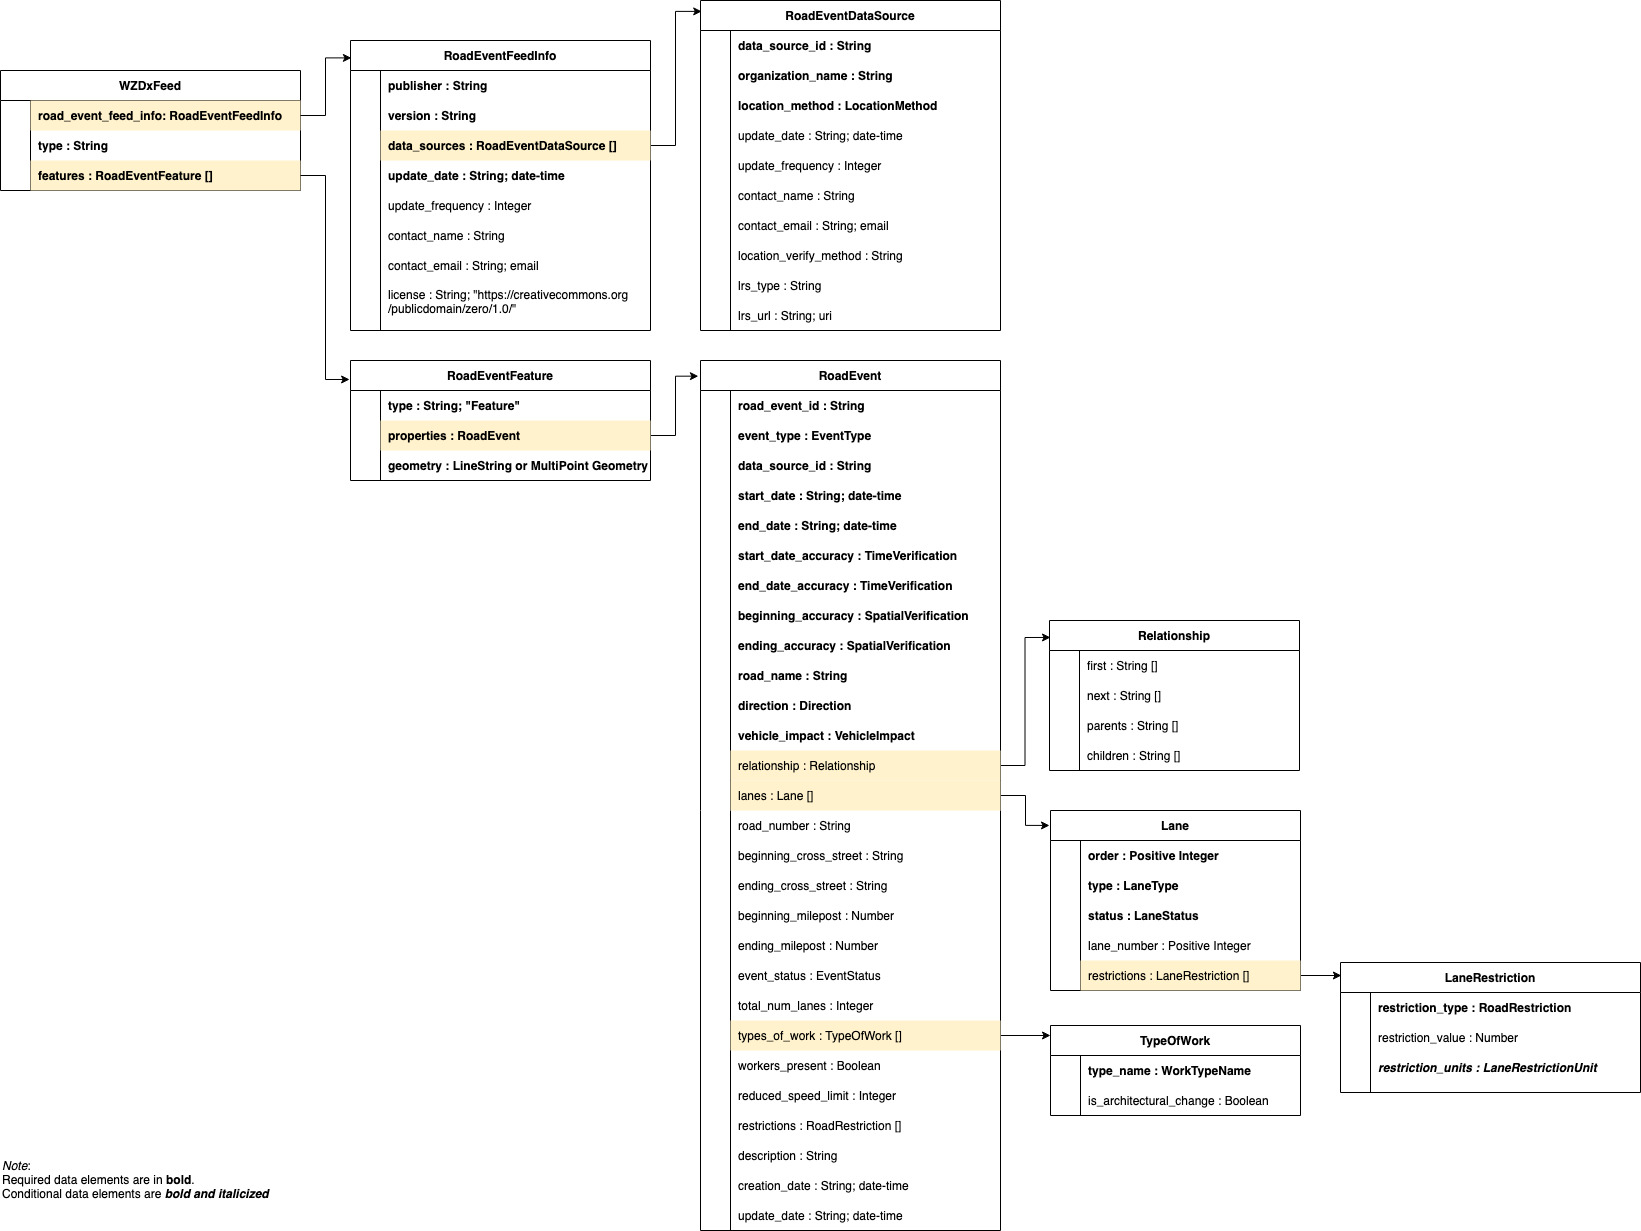 WZDxFeed
road_event_feed_info: RoadEventFeedInfo
type : String
features : RoadEventFeature []
RoadEventFeedInfo
publisher : String
version : String
data_sources : RoadEventDataSource []
update_date : String; date-time
update_frequency : Integer
contact_name : String
contact_email : String; email
license : String; "https://creativecommons.org
/publicdomain/zero/1.0/"
RoadEventDataSource
data_source_id : String
organization_name : String
location_method : LocationMethod
update_date : String; date-time
update_frequency : Integer
contact_name : String
contact_email : String; email
location_verify_method : String
lrs_type : String
lrs_url : String; uri
RoadEventFeature
type : String; "Feature"
properties : RoadEvent
geometry : LineString or MultiPoint Geometry
RoadEvent
road_event_id : String
event_type : EventType
data_source_id : String
start_date : String; date-time
end_date : String; date-time
start_date_accuracy : TimeVerification
end_date_accuracy : TimeVerification
beginning_accuracy : SpatialVerification
ending_accuracy : SpatialVerification
road_name : String
direction : Direction
vehicle_impact : VehicleImpact
relationship : Relationship
lanes : Lane []
road_number : String
beginning_cross_street : String
ending_cross_street : String
beginning_milepost : Number
ending_milepost : Number
event_status : EventStatus
total_num_lanes : Integer
types_of_work : TypeOfWork []
workers_present : Boolean
reduced_speed_limit : Integer
restrictions : RoadRestriction []
description : String
creation_date : String; date-time
update_date : String; date-time
Relationship
first : String []
next : String []
parents : String []
children : String []
Lane
order : Positive Integer
type : LaneType
status : LaneStatus
lane_number : Positive Integer
restrictions : LaneRestriction []
LaneRestriction
restriction_type : RoadRestriction
restriction_value : Number
restriction_units : LaneRestrictionUnit
TypeOfWork
type_name : WorkTypeName
is_architectural_change : Boolean
Note:
Required data elements are in bold.
Conditional data elements are bold and italicized